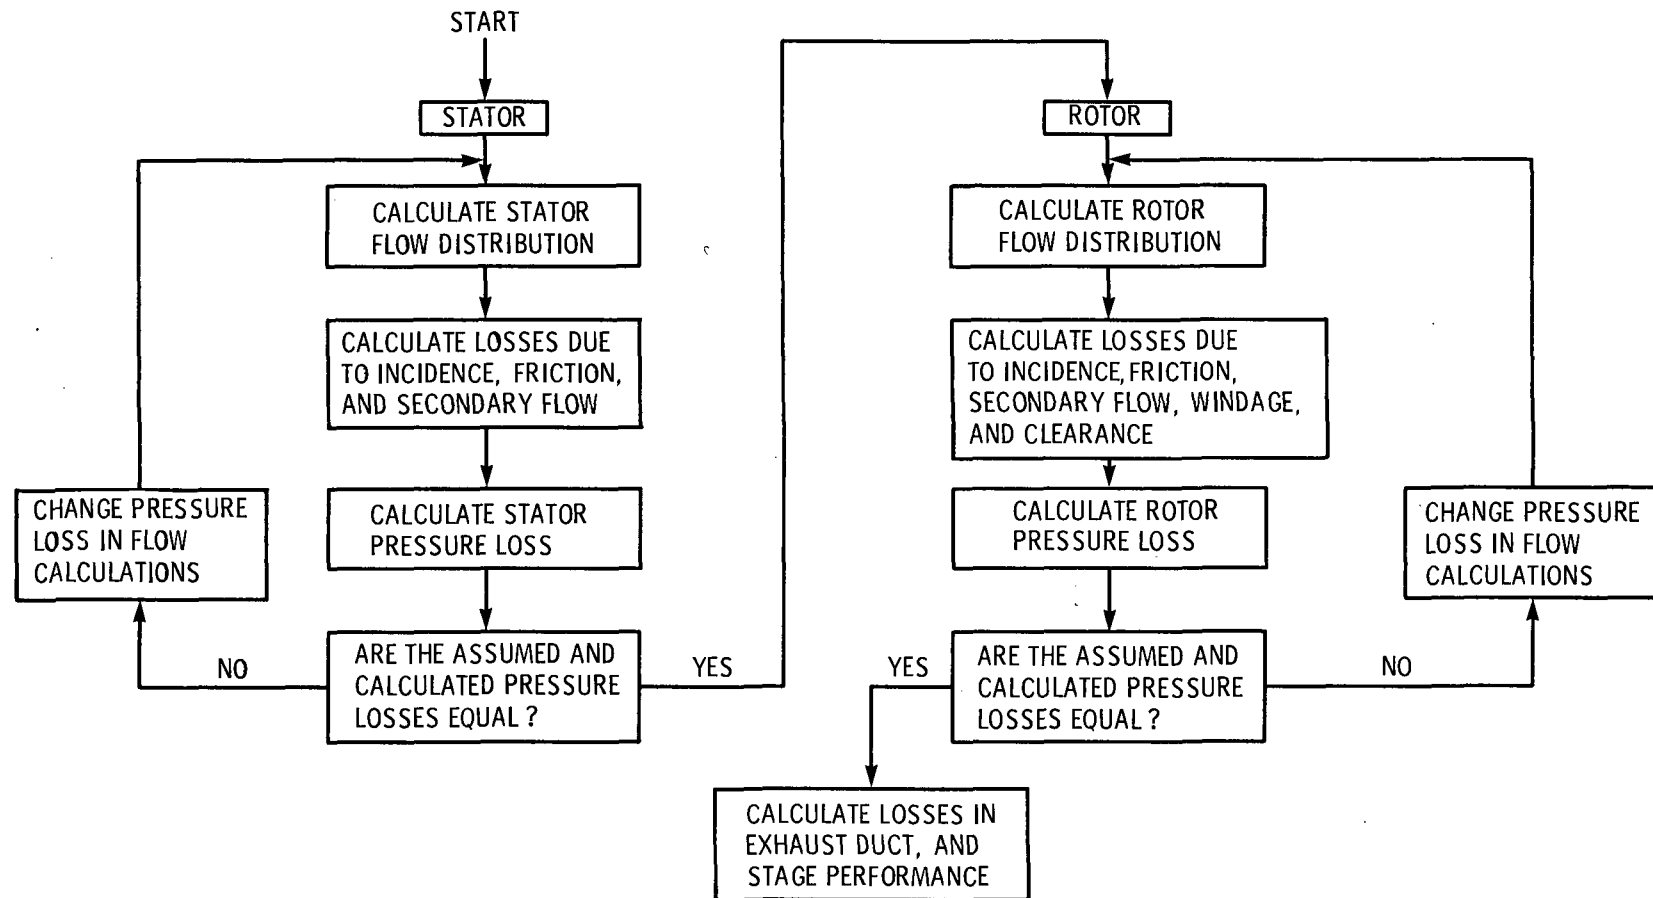 START
STATOR
CALCULATE STATOR
FLOW DISTRIBUTION
CALCULATE LOSSES DUE
TO INCIDENCE, FRICTION,
AND SECONDARY FLOW
CALCULATE STATOR
PRESSURE LOSS
ARE THE ASSUMED AND
CALCULATED PRESSURE
LOSSES EQUAL?
NO
CHANGE PRESSURE
LOSS IN FLOW
CALCULATIONS
YES
ROTOR
CALCULATE ROTOR
FLOW DISTRIBUTION
CALCULATE LOSSES DUE
TO INCIDENCE, FRICTION,
SECONDARY FLOW, WINDAGE,
AND CLEARANCE
CALCULATE ROTOR
PRESSURE LOSS
ARE THE ASSUMED AND
CALCULATED PRESSURE
LOSSES EQUAL?
NO
CHANGE PRESSURE
LOSS IN FLOW
CALCULATIONS
YES
CALCULATE LOSSES IN
EXHAUST DUCT, AND
STAGE PERFORMANCE